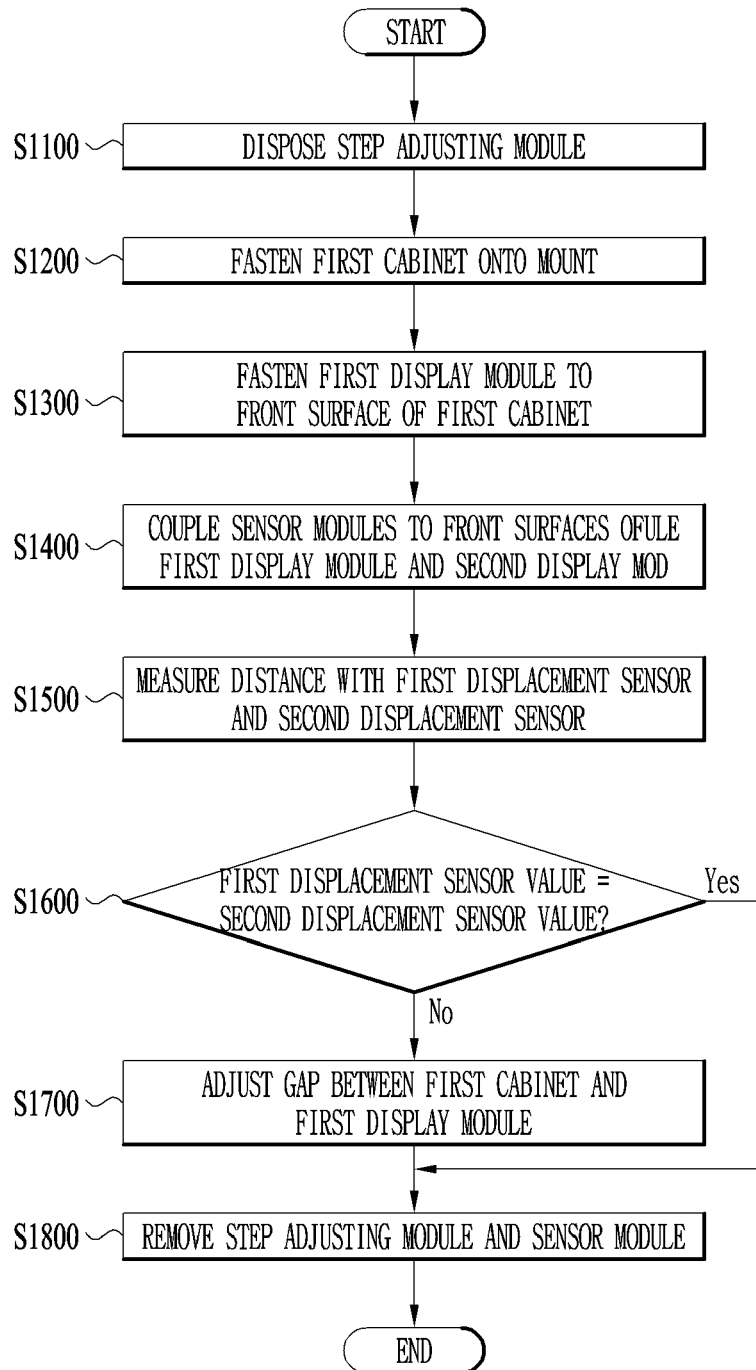 START
S1100
DISPOSE STEP ADJUSTING MODULE
S1200
FASTEN FIRST CABINET ONTO MOUNT
S1300
FASTEN FIRST DISPLAY MODULE TO
FRONT SURFACE OF FIRST CABINET
S1400
COUPLE SENSOR MODULES TO FRONT SURFACES OFULE
FIRST DISPLAY MODULE AND SECOND DISPLAY MOD
S1500
MEASURE DISTANCE WITH FIRST DISPLACEMENT SENSOR
AND SECOND DISPLACEMENT SENSOR
S1600
FIRST DISPLACEMENT SENSOR VALUE =
SECOND DISPLACEMENT SENSOR VALUE?
Yes
No
S1700
ADJUST GAP BETWEEN FIRST CABINET AND
FIRST DISPLAY MODULE
S1800
REMOVE STEP ADJUSTING MODULE AND SENSOR MODULE
END